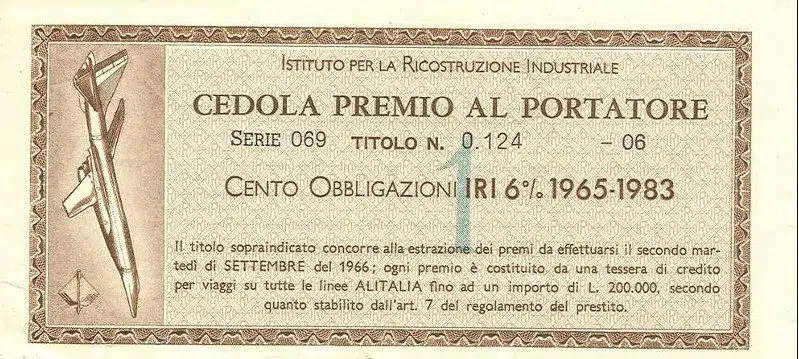 ISTITUTO PER LA RICOSTRUZIONE INDUSTRIALE
CEDOLA PREMIO AL PORTATORE
SERIE 069 TITOLO N. 0.124 - 06
1
CENTO OBBLIGAZIONI IRI 6% 1965-1983
Il titolo sopraindicato concorre alla estrazione dei premi da effettuarsi il secondo mar-
tedì di SETTEMBRE del 1966; ogni premio è costituito da una tessera di credito
per viaggi su tutte le linee ALITALIA fino ad un importo di L. 200.000, secondo
quanto stabilito dall'art. 7 del regolamento del prestito.